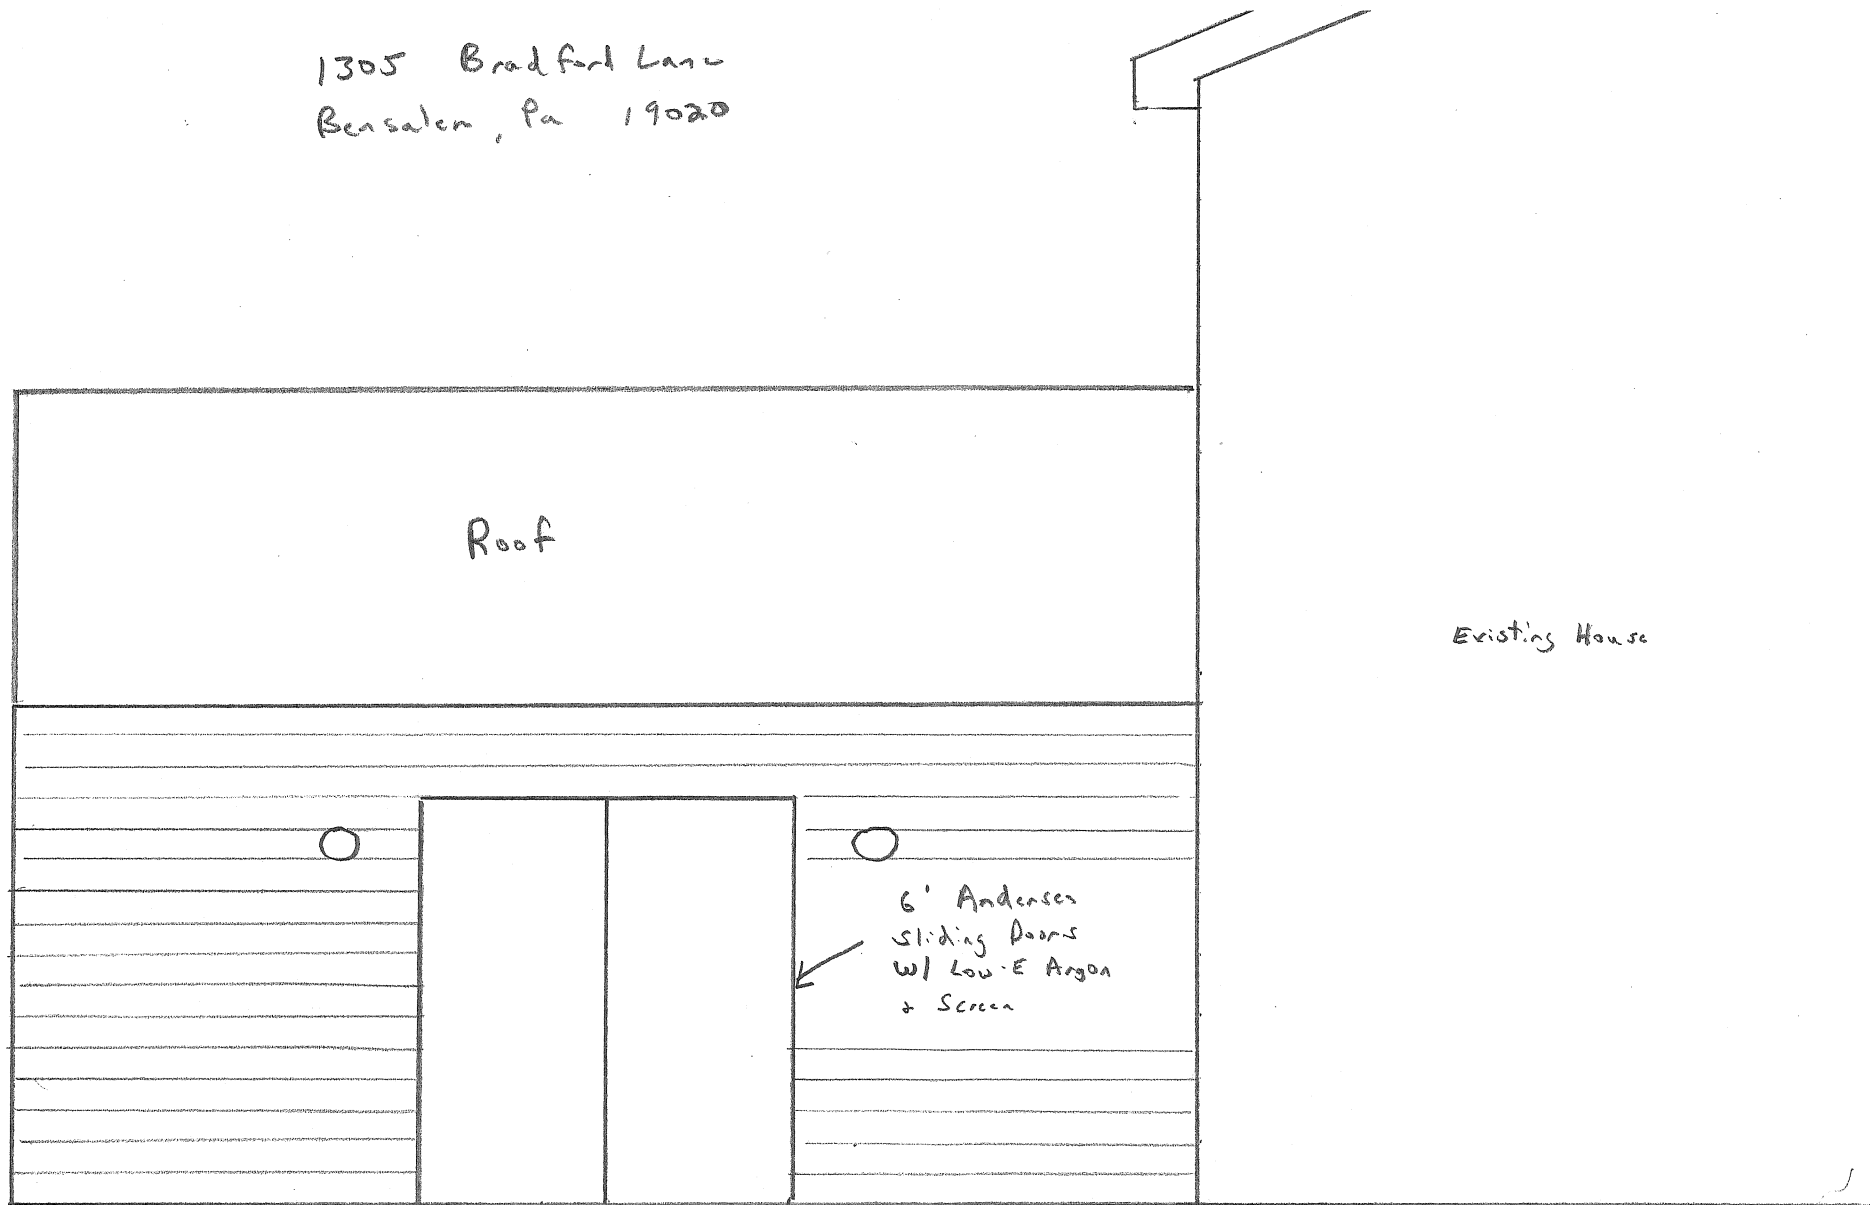 1305 Bradford Lane
Bensalem, Pa 19020
Roof
Existing House
6' Andersen
Sliding Doors
w/ Low-E Argon
& Screen